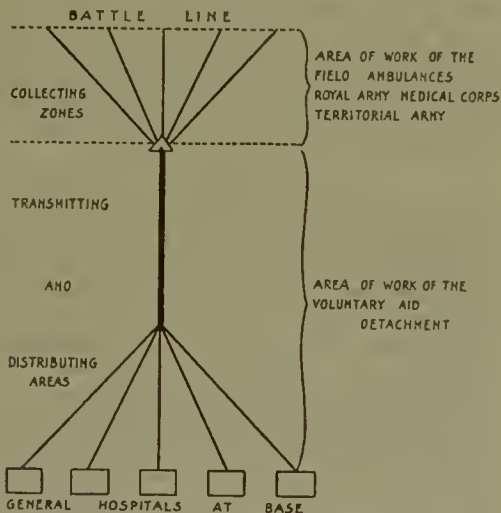 BATTLE LINE
COLLECTING
ZONES
AREA OF WORK OF THE
FIELD AMBULANCES
ROYAL ARMY MEDICAL CORPS
TERRITORIAL ARMY
TRANSMITTING
AND
DISTRIBUTING
AREAS
AREA OF WORK OF THE
VOLUNTARY AID
DETACHMENT
GENERAL HOSPITALS AT BASE